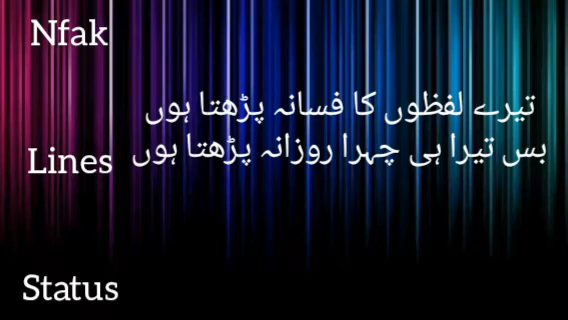 Nfak
تیرے لفظوں کا فسانہ پڑھتا ہوں
بس تیرا ہی چہرا روزانہ پڑھتا ہوں
Lines
Status